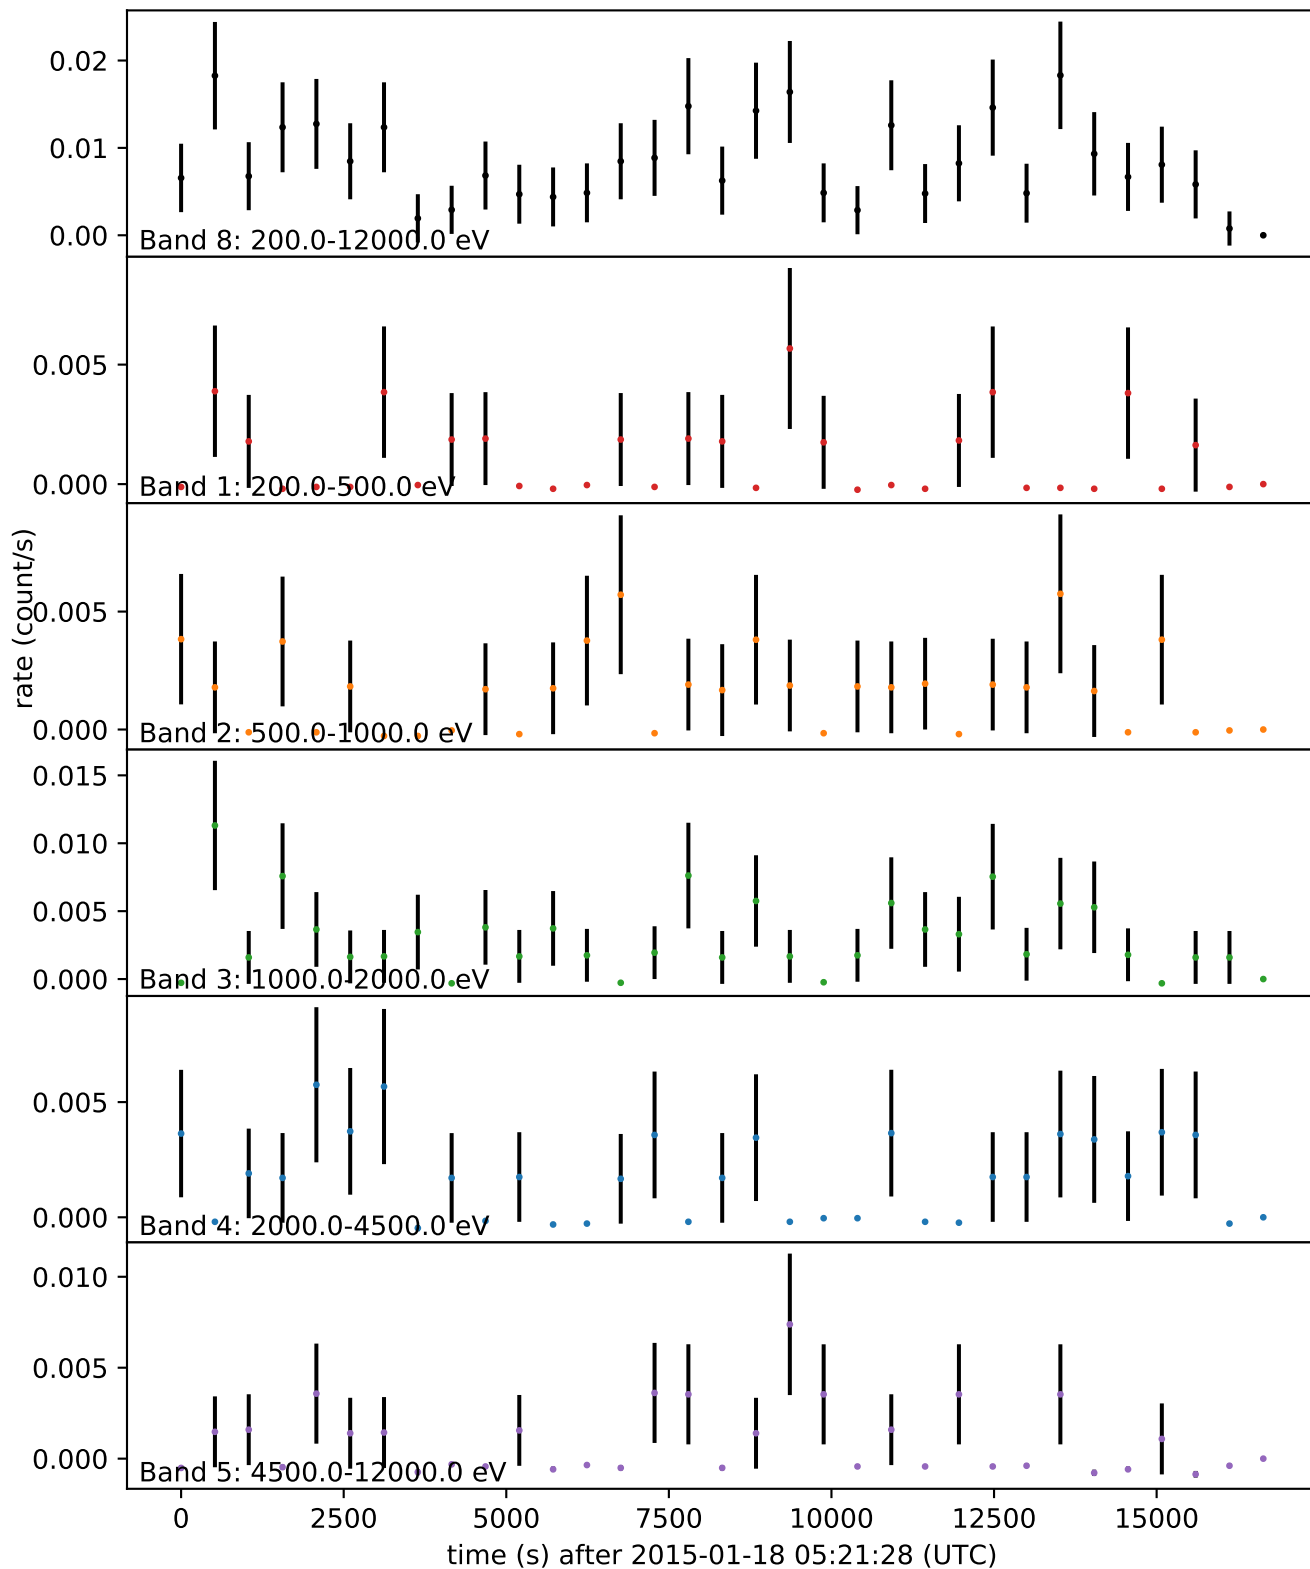 0.02
0.01
0.00
Band 8: 200.0-12000.0 eV
0.005
0.000
Band 1: 200.0-500.0 eV
rate (count/s)
0.005
0.000
Band 2: 500.0-1000.0 eV
0.015
0.010
0.005
0.000
Band 3: 1000.0-2000.0 eV
0.005
0.000
Band 4: 2000.0-4500.0 eV
0.010
0.005
0.000
Band 5: 4500.0-12000.0 eV
0 2500 5000 7500 10000 12500 15000
time (s) after 2015-01-18 05:21:28 (UTC)